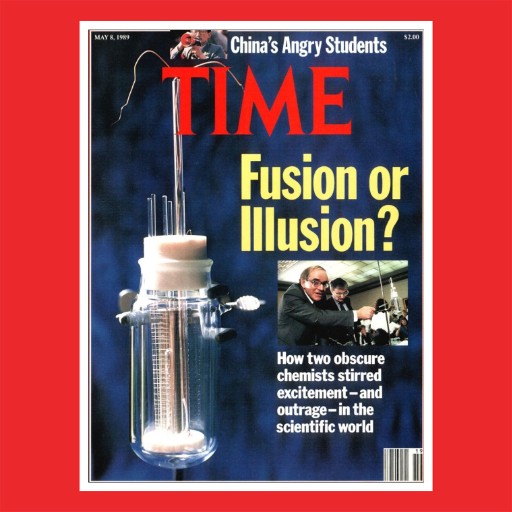 MAY 8, 1989
$2.00
China's Angry Students
TIME
Fusion or
Illusion?
How two obscure
chemists stirred
excitement–and
outrage–in the
scientific world